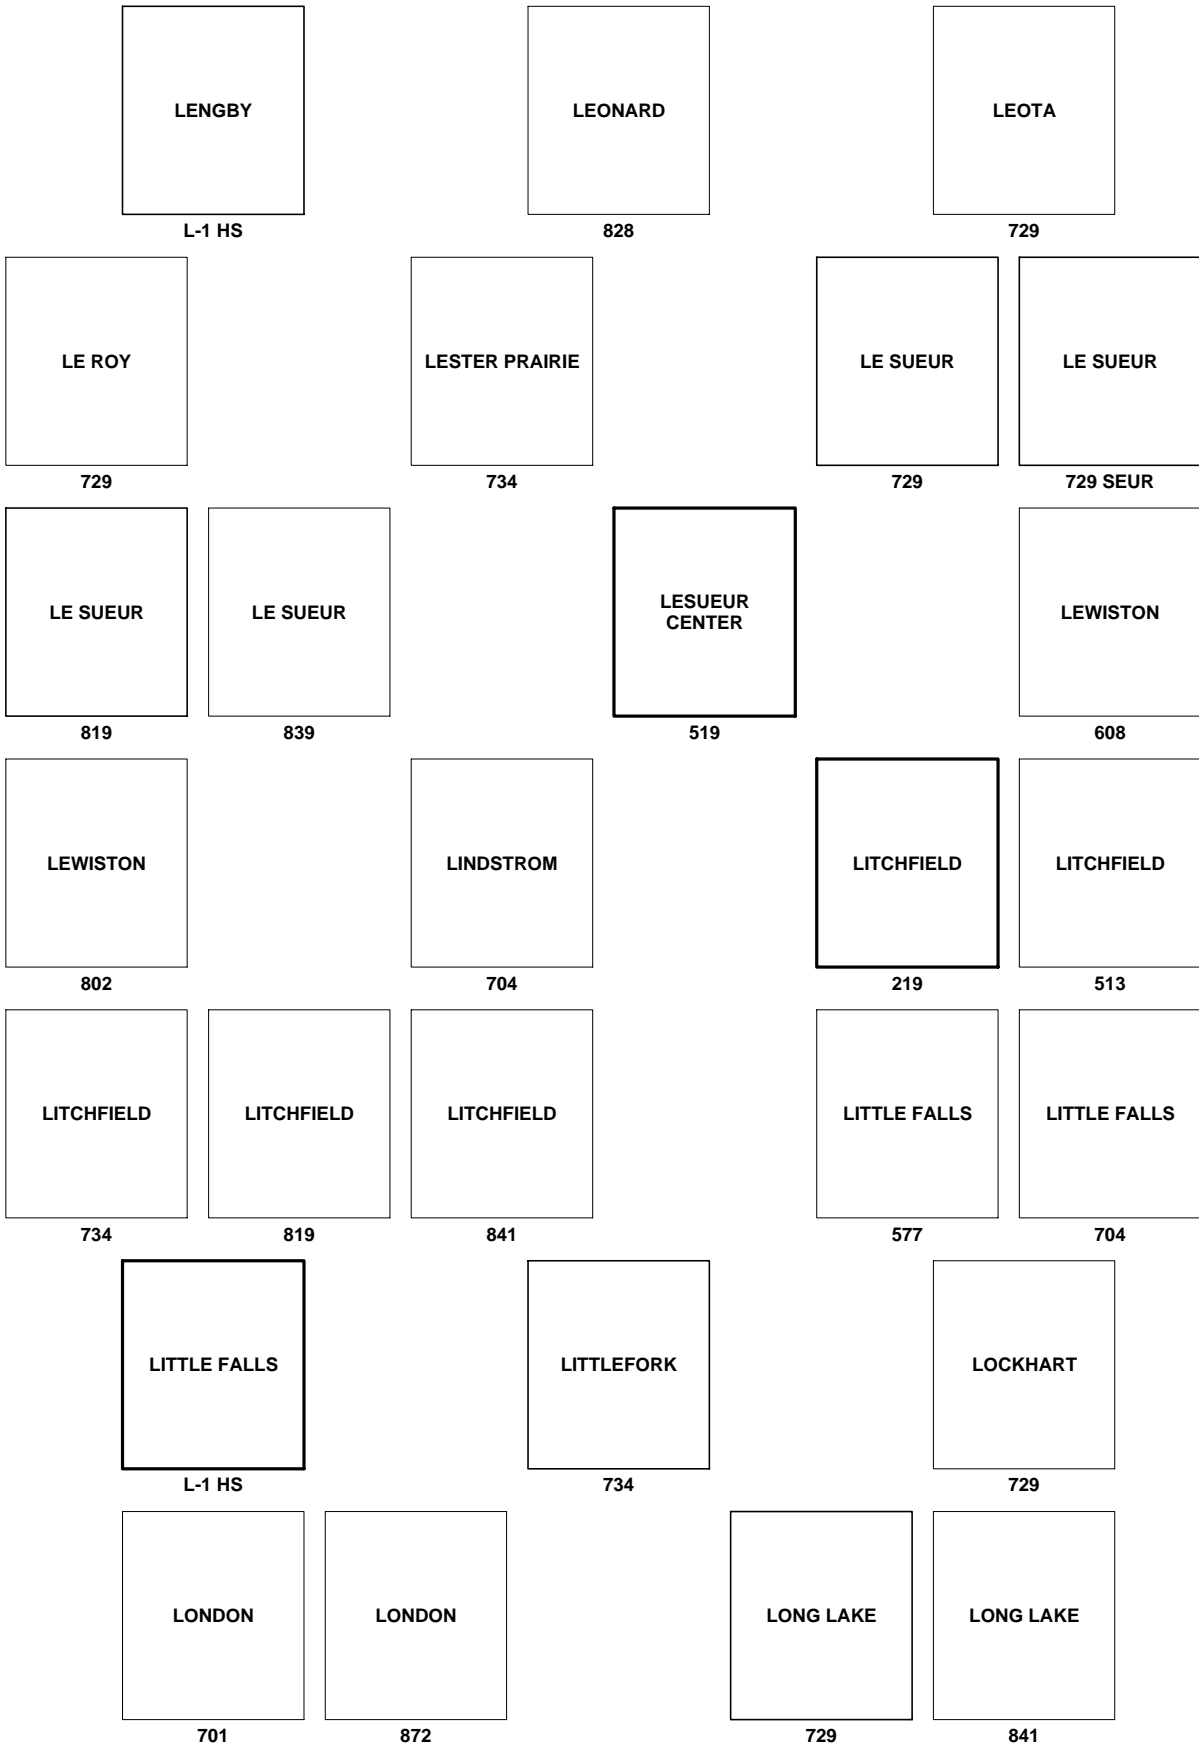 LENGBY
LEONARD
LEOTA
L-1 HS
828
729
LE ROY
LESTER PRAIRIE
LE SUEUR
LE SUEUR
729
734
729
729 SEUR
LE SUEUR
LE SUEUR
LESUEUR
CENTER
LEWISTON
819
839
519
608
LEWISTON
LINDSTROM
LITCHFIELD
LITCHFIELD
802
704
219
513
LITCHFIELD
LITCHFIELD
LITCHFIELD
LITTLE FALLS
LITTLE FALLS
734
819
841
577
704
LITTLE FALLS
LITTLEFORK
LOCKHART
L-1 HS
734
729
LONDON
LONDON
LONG LAKE
LONG LAKE
701
872
729
841